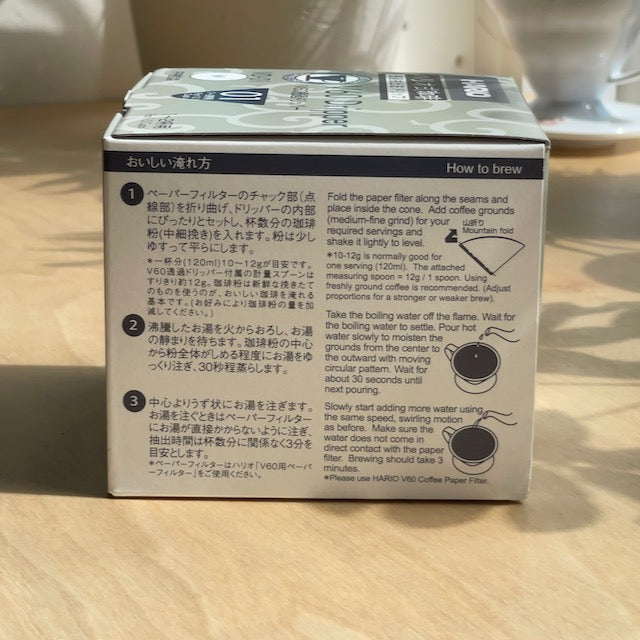 HARIO
V60 Dripper
01
おいしい淹れ方
How to brew
1
ペーパーフィルターのチャック部(点
線部)を折り曲げ、ドリッパーの内部
にぴったりとセットし、杯数分の珈琲
粉(中細挽き)を入れます。粉は少し
ゆすって平らにします。
*一杯分(120ml)10〜12gが目安です。
V60透過ドリッパー付属の計量スプーンは
すりきり約12g。珈琲粉は新鮮な挽きたて
のものを使うのが、おいしい珈琲を淹れる
基本です。(お好みにより珈琲粉の量を加
減してください。)
Fold the paper filter along the seams and
place inside the cone. Add coffee grounds
(medium-fine grind) for your
required servings and
shake it lightly to level.
山折り
Mountain fold
*10-12g is normally good for
one serving (120ml). The attached
measuring spoon = 12g / 1 spoon. Using
freshly ground coffee is recommended. (Adjust
proportions for a stronger or weaker brew).
2
沸騰したお湯を火からおろし、お湯
の静まりを待ちます。珈琲粉の中心
から粉全体がしめる程度にお湯をゆ
っくり注ぎ、30秒程蒸らします。
Take the boiling water off the flame. Wait for
the boiling water to settle. Pour hot
water slowly to moisten the
grounds from the center to
the outward with moving
circular pattern. Wait for
about 30 seconds until
next pouring.
3
中心よりうず状にお湯を注ぎます。
お湯を注ぐときはペーパーフィルター
にお湯が直接かからないように注ぎ、
抽出時間は杯数分に関係なく3分を
目安とします。
*ペーパーフィルターはハリオ「V60用ペーパ
ーフィルター」をご使用ください。
Slowly start adding more water using
the same speed, swirling motion
as before. Make sure the
water does not come in
direct contact with the paper
filter. Brewing should take 3
minutes.
*Please use HARIO V60 Coffee Paper Filter.